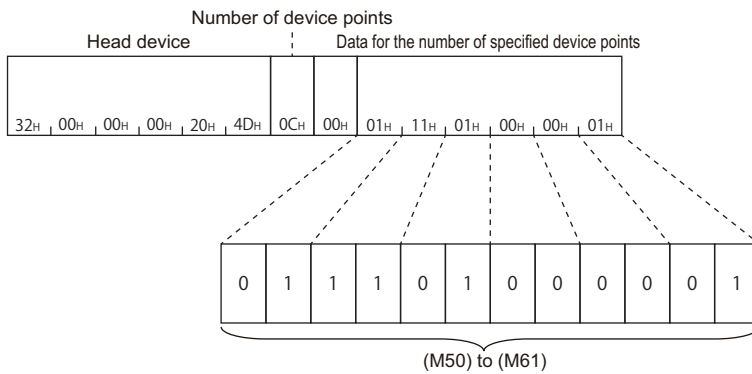 Number of device points
Head device
Data for the number of specified device points
32H 00H 00H 00H 20H 4DH 0CH 00H 01H 11H 01H 00H 00H 01H
0 1 1 1 0 1 0 0 0 0 0 1
(M50) to (M61)